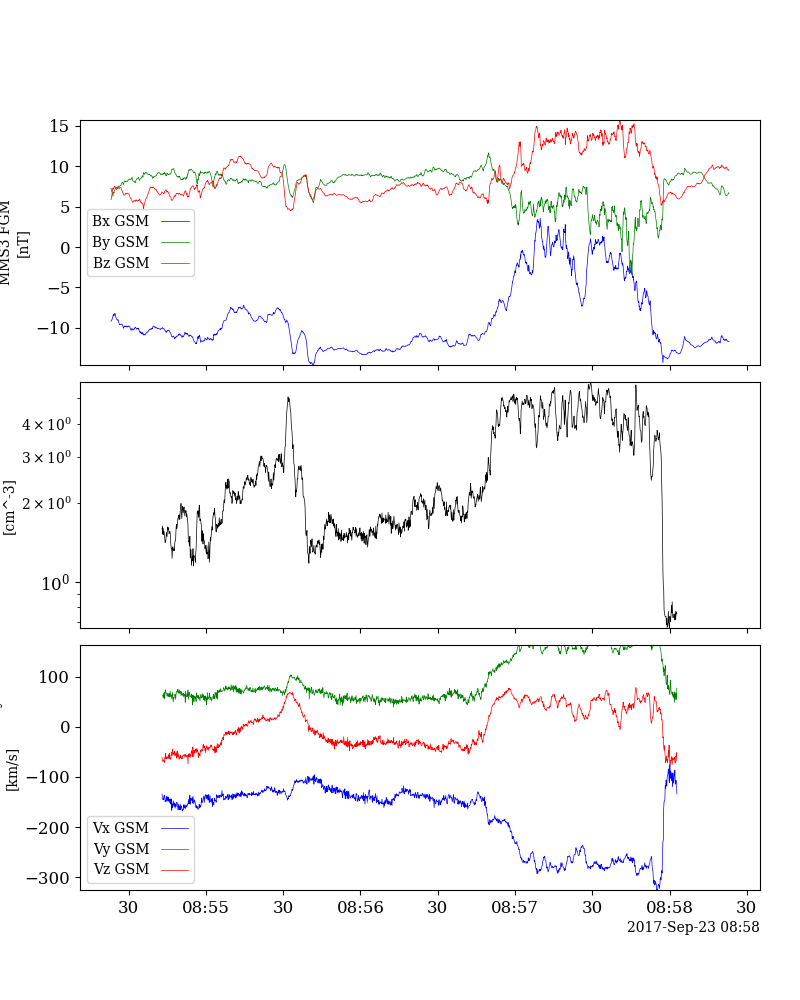 15
10
5
0
−5
−10
MMS3 FGM
[nT]
Bx GSM
By GSM
Bz GSM
4 × 10⁰
3 × 10⁰
2 × 10⁰
10⁰
[cm^-3]
100
0
−100
−200
−300
[km/s]
Vx GSM
Vy GSM
Vz GSM
30 08:55 30 08:56 30 08:57 30 08:58 30
2017-Sep-23 08:58